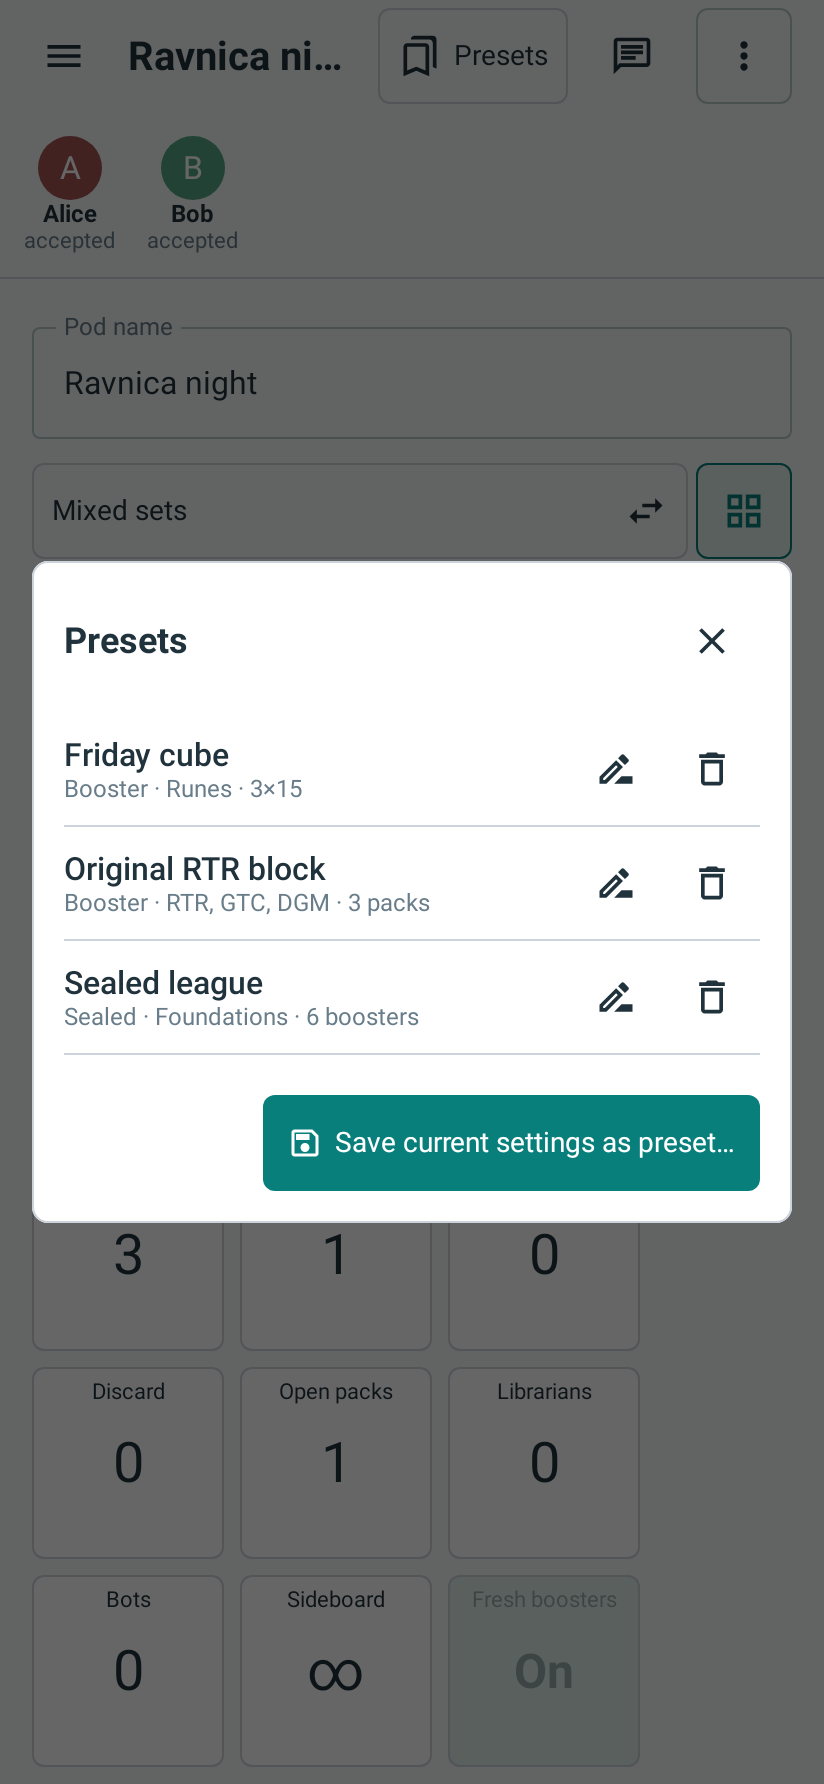 Ravnica ni...
Presets
A
B
Alice
Bob
accepted
accepted
Pod name
Ravnica night
Mixed sets
Presets
Friday cube
Booster · Runes · 3×15
Original RTR block
Booster · RTR, GTC, DGM · 3 packs
Sealed league
Sealed · Foundations · 6 boosters
Save current settings as preset...
3
1
0
Discard
Open packs
Librarians
0
1
0
Bots
Sideboard
Fresh boosters
0
∞
On